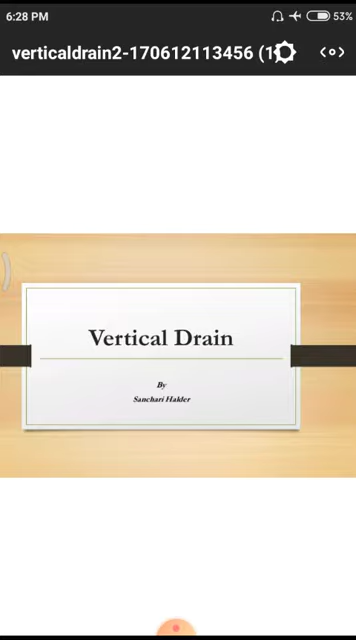 6:28 PM
53%
verticaldrain2-170612113456 (1
Vertical Drain
By
Sanchari Halder